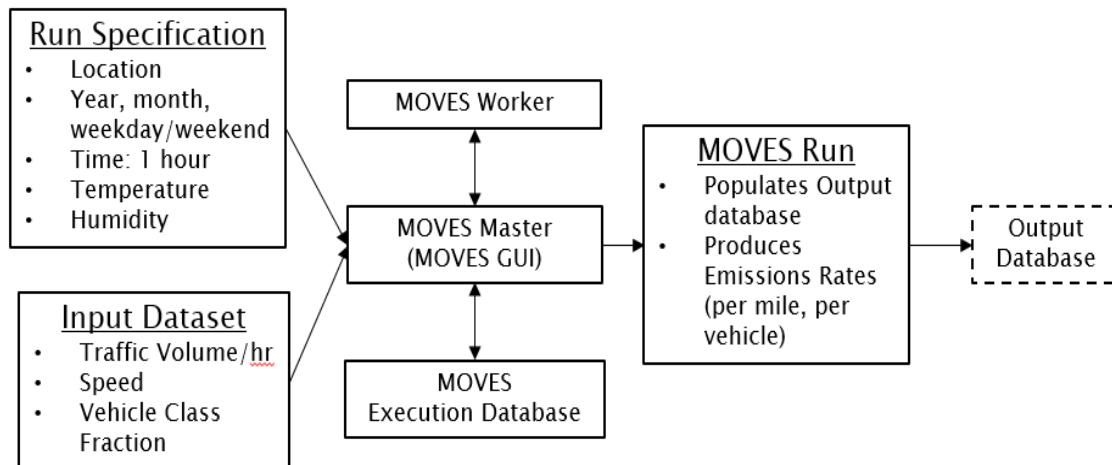 Run Specification
• Location
• Year, month,
weekday/weekend
• Time: 1 hour
• Temperature
• Humidity
Input Dataset
• Traffic Volume/hr
• Speed
• Vehicle Class
Fraction
MOVES Worker
MOVES Master
(MOVES GUI)
MOVES
Execution Database
MOVES Run
• Populates Output
database
• Produces
Emissions Rates
(per mile, per
vehicle)
Output
Database